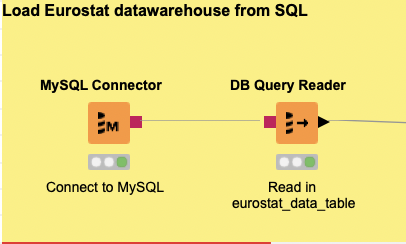 Load Eurostat datawarehouse from SQL
MySQL Connector
DB Query Reader
M
Connect to MySQL
Read in
eurostat_data_table